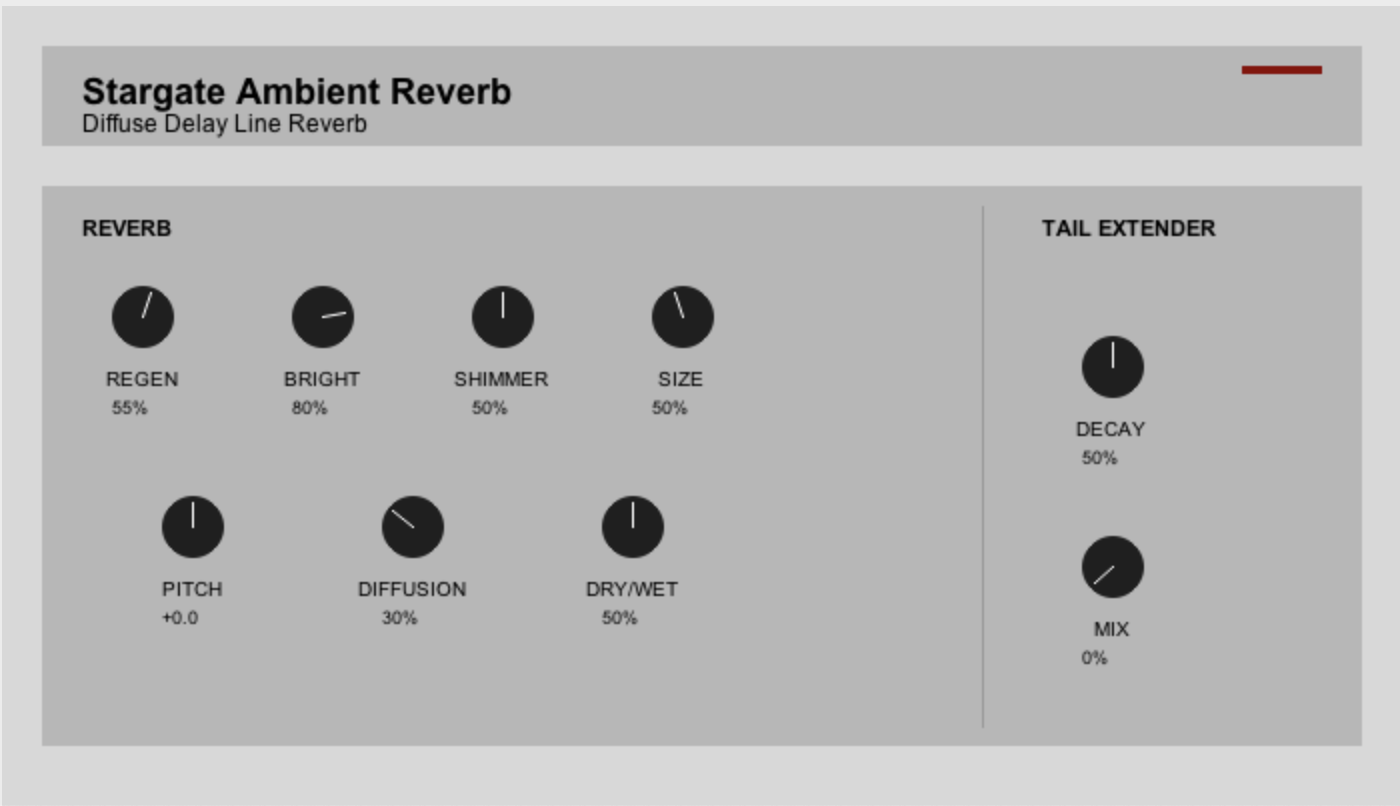 Stargate Ambient Reverb
Diffuse Delay Line Reverb
REVERB
REGEN
55%
BRIGHT
80%
SHIMMER
50%
SIZE
50%
PITCH
+0.0
DIFFUSION
30%
DRY/WET
50%
TAIL EXTENDER
DECAY
50%
MIX
0%